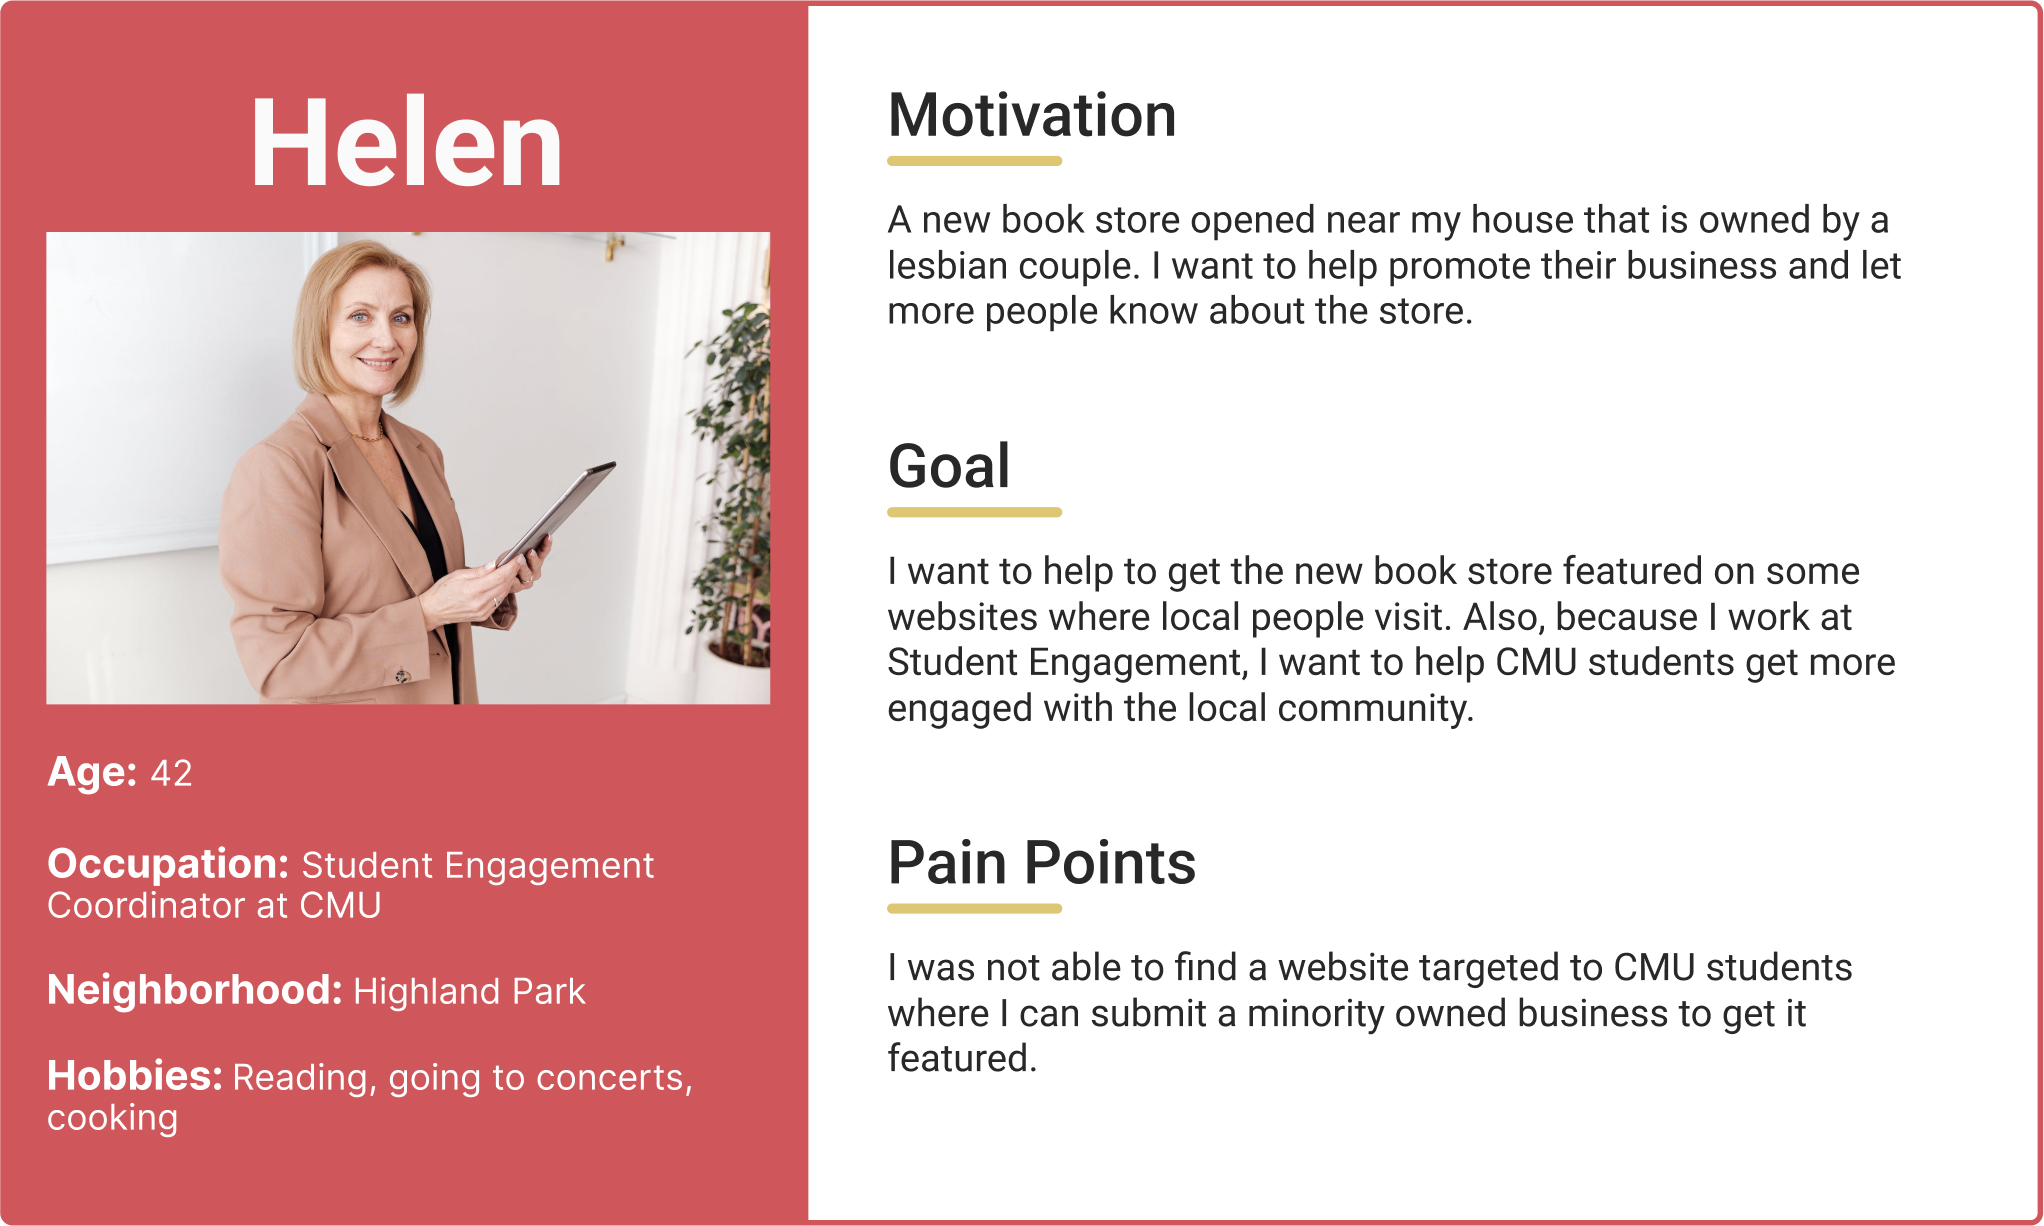 Helen
Age: 42
Occupation: Student Engagement
Coordinator at CMU
Neighborhood: Highland Park
Hobbies: Reading, going to concerts,
cooking
Motivation
A new book store opened near my house that is owned by a
lesbian couple. I want to help promote their business and let
more people know about the store.
Goal
I want to help to get the new book store featured on some
websites where local people visit. Also, because I work at
Student Engagement, I want to help CMU students get more
engaged with the local community.
Pain Points
I was not able to find a website targeted to CMU students
where I can submit a minority owned business to get it
featured.